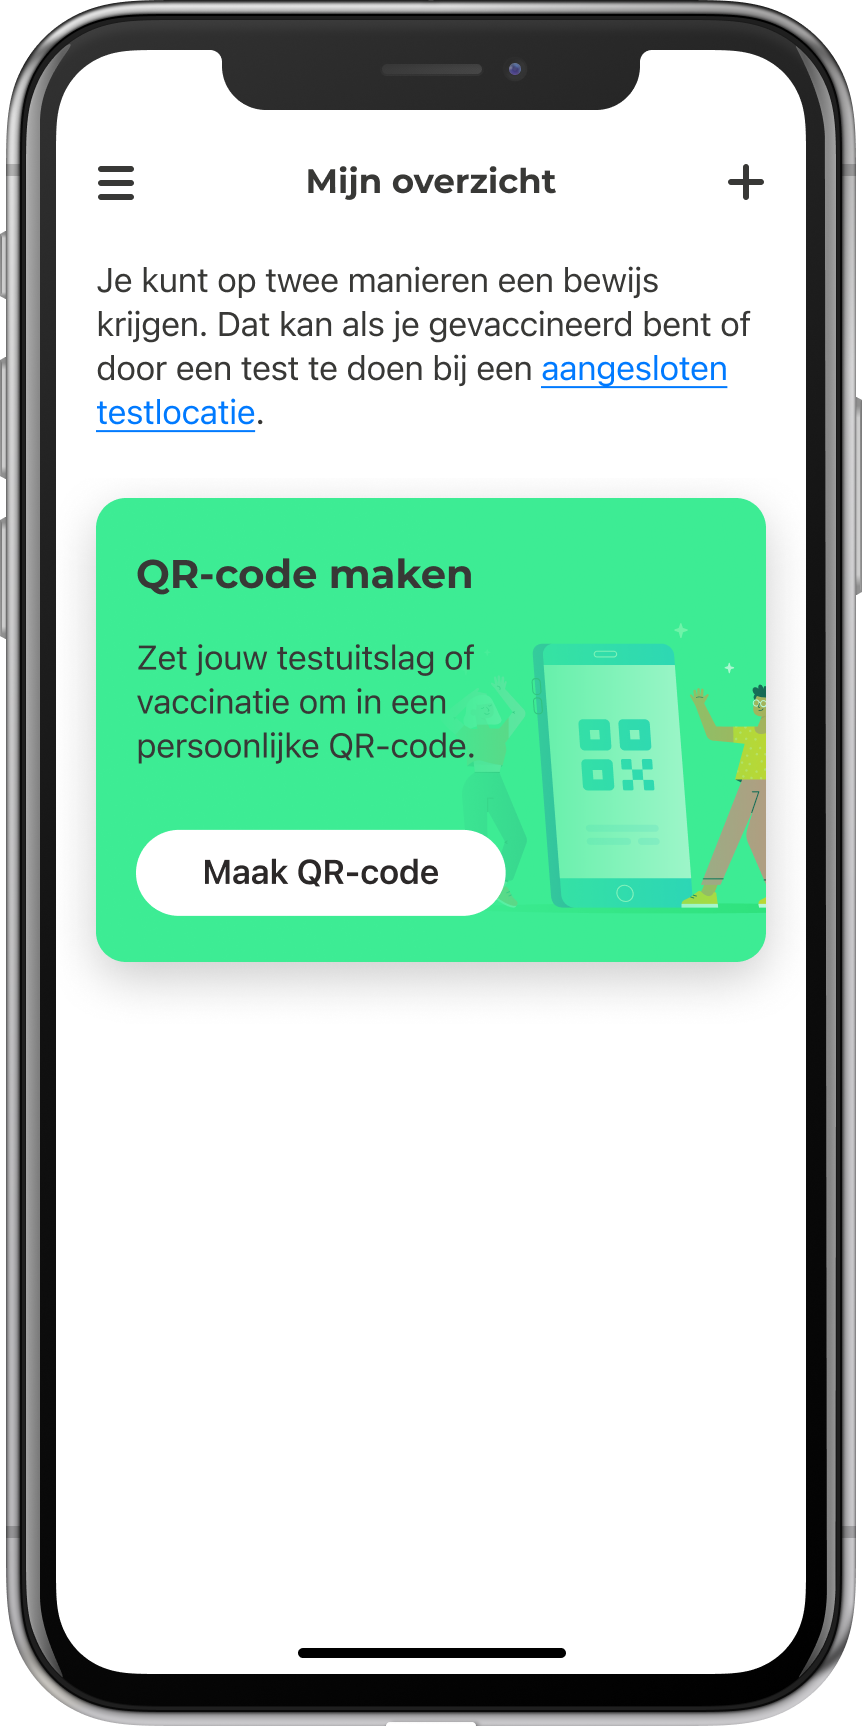 Mijn overzicht
Je kunt op twee manieren een bewijs
krijgen. Dat kan als je gevaccineerd bent of
door een test te doen bij een aangesloten
testlocatie.
QR-code maken
Zet jouw testuitslag of
vaccinatie om in een
persoonlijke QR-code.
Maak QR-code